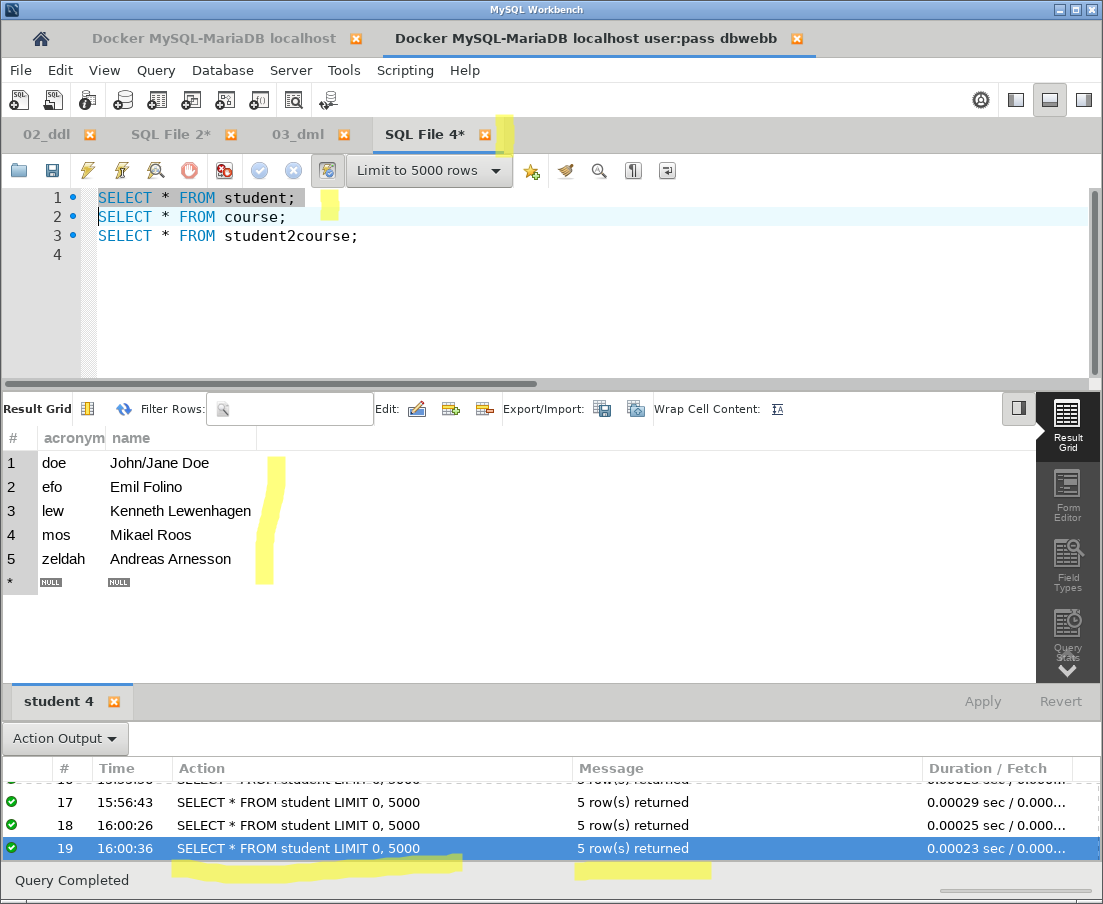 MySQL Workbench
Docker MySQL-MariaDB localhost Docker MySQL-MariaDB localhost user:pass dbwebb
File Edit View Query Database Server Tools Scripting Help
02_ddl SQL File 2* 03_dml SQL File 4*
Limit to 5000 rows
1 SELECT * FROM student;
2 SELECT * FROM course;
3 SELECT * FROM student2course;
4
Result Grid Filter Rows: Edit: Export/Import: Wrap Cell Content:
# acronym name
1 doe John/Jane Doe
2 efo Emil Folino
3 lew Kenneth Lewenhagen
4 mos Mikael Roos
5 zeldah Andreas Arnesson
* NULL NULL
Result
Grid
Form
Editor
Field
Types
Query
Stats
student 4 Apply Revert
Action Output
# Time Action Message Duration / Fetch
17 15:56:43 SELECT * FROM student LIMIT 0, 5000 5 row(s) returned 0.00029 sec / 0.000...
18 16:00:26 SELECT * FROM student LIMIT 0, 5000 5 row(s) returned 0.00025 sec / 0.000...
19 16:00:36 SELECT * FROM student LIMIT 0, 5000 5 row(s) returned 0.00023 sec / 0.000...
Query Completed